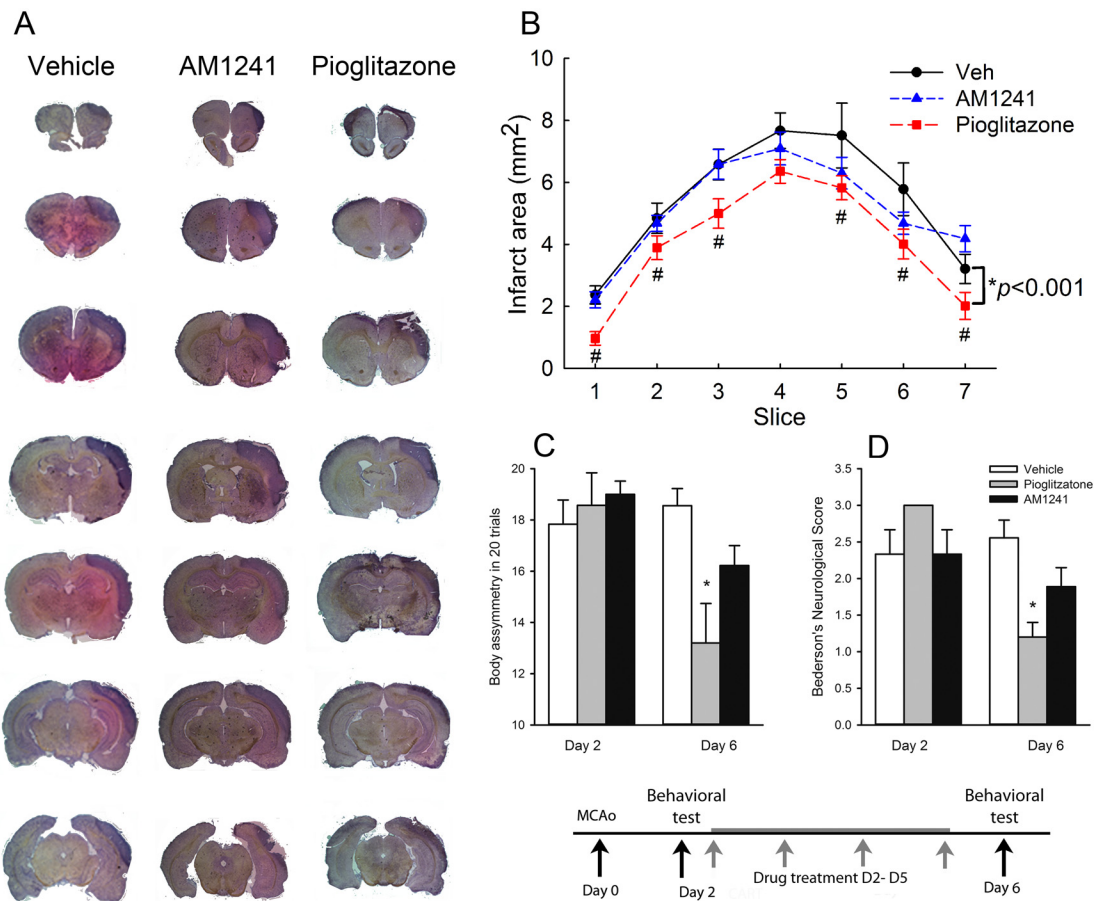 A
Vehicle
AM1241
Pioglitazone
B
Infarct area (mm²)
10
8
6
4
2
0
Veh
AM1241
Pioglitazone
#
#
#
#
#
#
*p<0.001
1 2 3 4 5 6 7
Slice
C
Body assymmetry in 20 trials
20
18
16
14
12
10
*
Day 2
Day 6
D
Bederson's Neurological Score
3.5
3.0
2.5
2.0
1.5
1.0
0.5
0.0
Vehicle
Pioglitzatone
AM1241
*
Day 2
Day 6
MCAo
Behavioral
test
Behavioral
test
Day 0
Day 2
Drug treatment D2- D5
Day 6